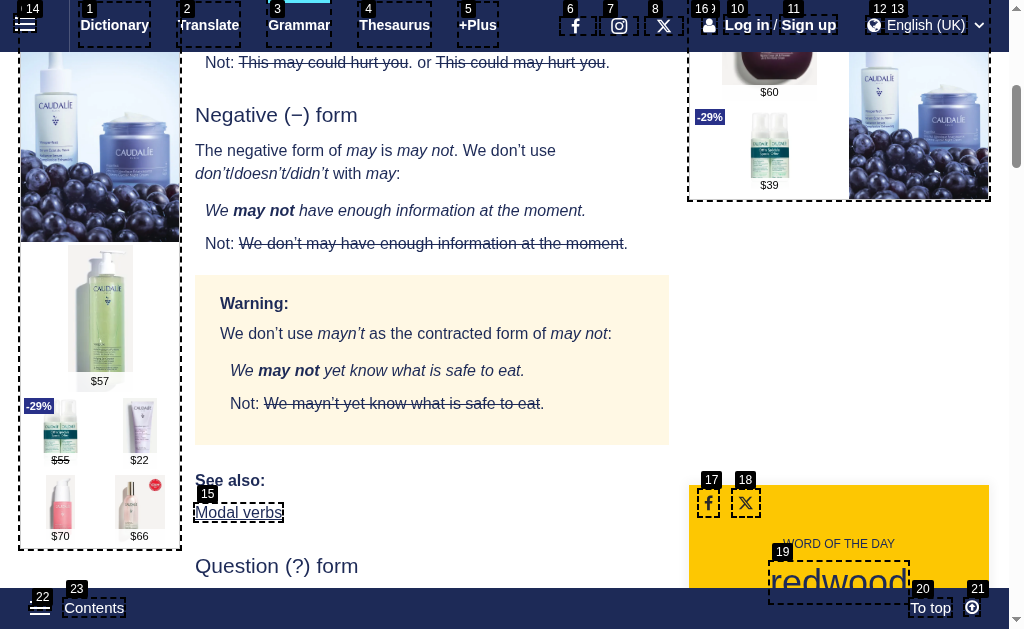 Dictionary
Translate
Grammar
Thesaurus
+Plus
Log in / Sign up
English (UK)
14
1
2
3
4
5
6
7
8
16
10
11
12
13
Not: This may could hurt you. or This could may hurt you.
Negative (−) form
The negative form of may is may not. We don’t use
don’t/doesn’t/didn’t with may:
We may not have enough information at the moment.
Not: We don’t may have enough information at the moment.
Warning:
We don’t use mayn’t as the contracted form of may not:
We may not yet know what is safe to eat.
Not: We mayn’t yet know what is safe to eat.
See also:
15
Modal verbs
Question (?) form
CAUDALIE
CAUDALIE
CAUDALIE
$57
-29%
$55
$22
$70
$66
$60
-29%
$39
CAUDALIE
CAUDALIE
17
18
WORD OF THE DAY
19
redwood
22
23
Contents
20
To top
21